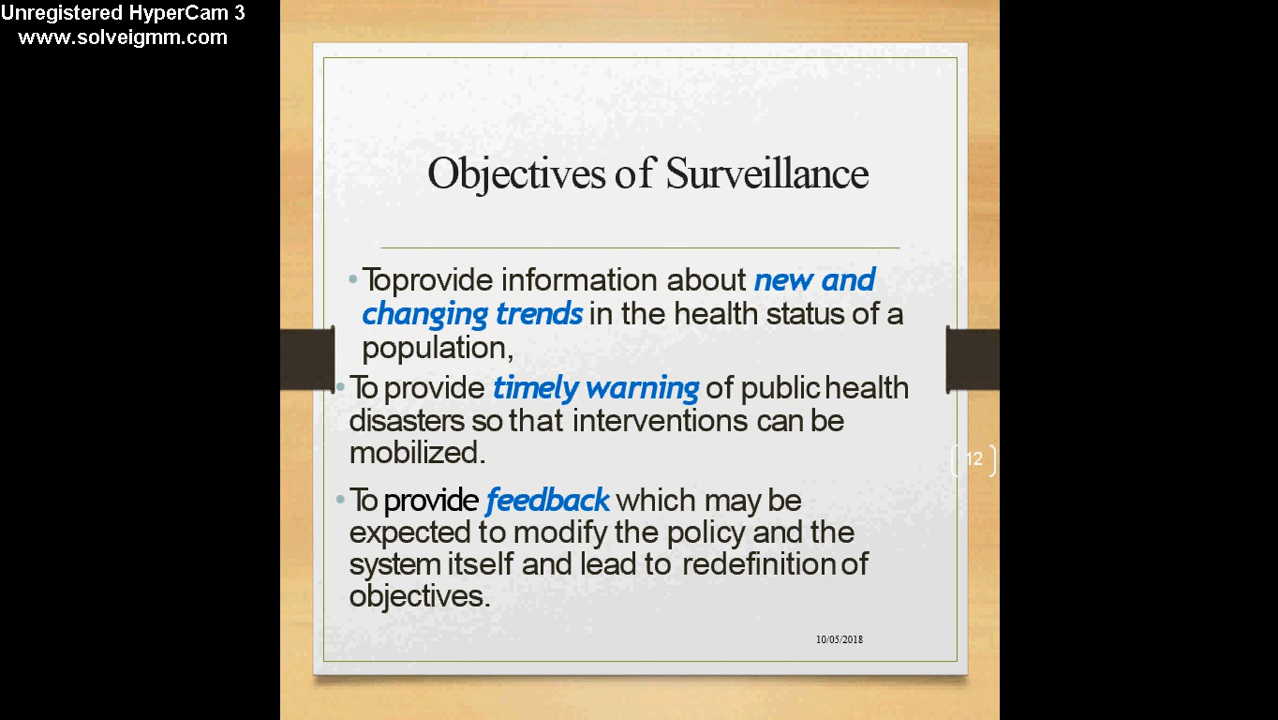 Unregistered HyperCam 3
www.solveigmm.com
Objectives of Surveillance
•Toprovide information about new and
changing trends in the health status of a
population,
•To provide timely warning of public health
disasters so that interventions can be
mobilized.
12
•To provide feedback which may be
expected to modify the policy and the
system itself and lead to redefinition of
objectives.
10/05/2018